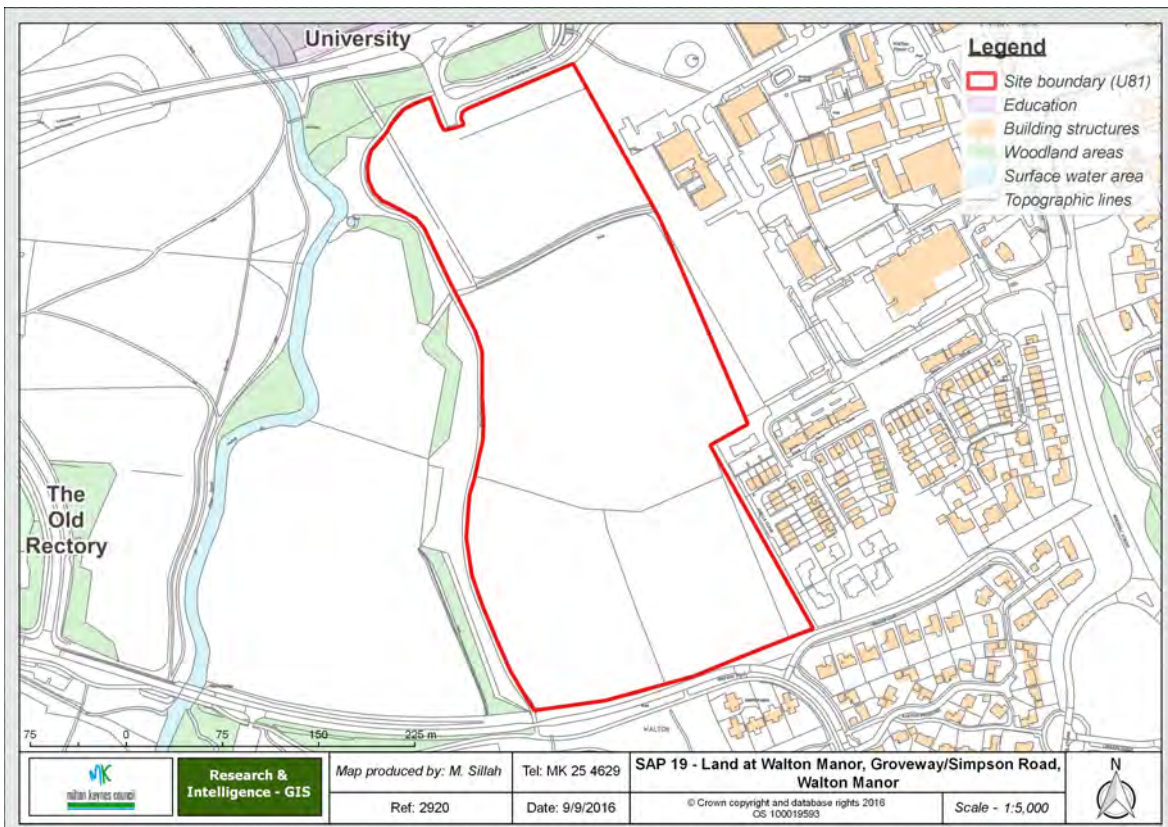 University
Legend
Site boundary (U81)
Education
Building structures
Woodland areas
Surface water area
Topographic lines
The
Old
Rectory
WALTON
75 0 75 150 225 m
milton keynes council
Research &
Intelligence - GIS
Map produced by: M. Sillah
Tel: MK 25 4629
Ref: 2920
Date: 9/9/2016
SAP 19 - Land at Walton Manor, Groveway/Simpson Road,
Walton Manor
© Crown copyright and database rights 2016
OS 100019593
Scale - 1:5,000
N